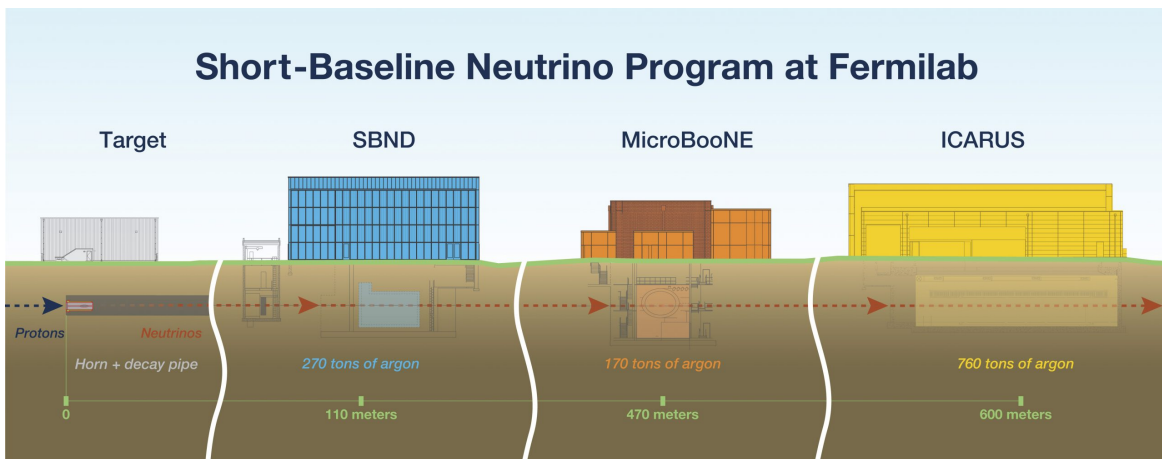 Short-Baseline Neutrino Program at Fermilab
Target
SBND
MicroBooNE
ICARUS
Protons
Neutrinos
Horn + decay pipe
270 tons of argon
170 tons of argon
760 tons of argon
0
110 meters
470 meters
600 meters